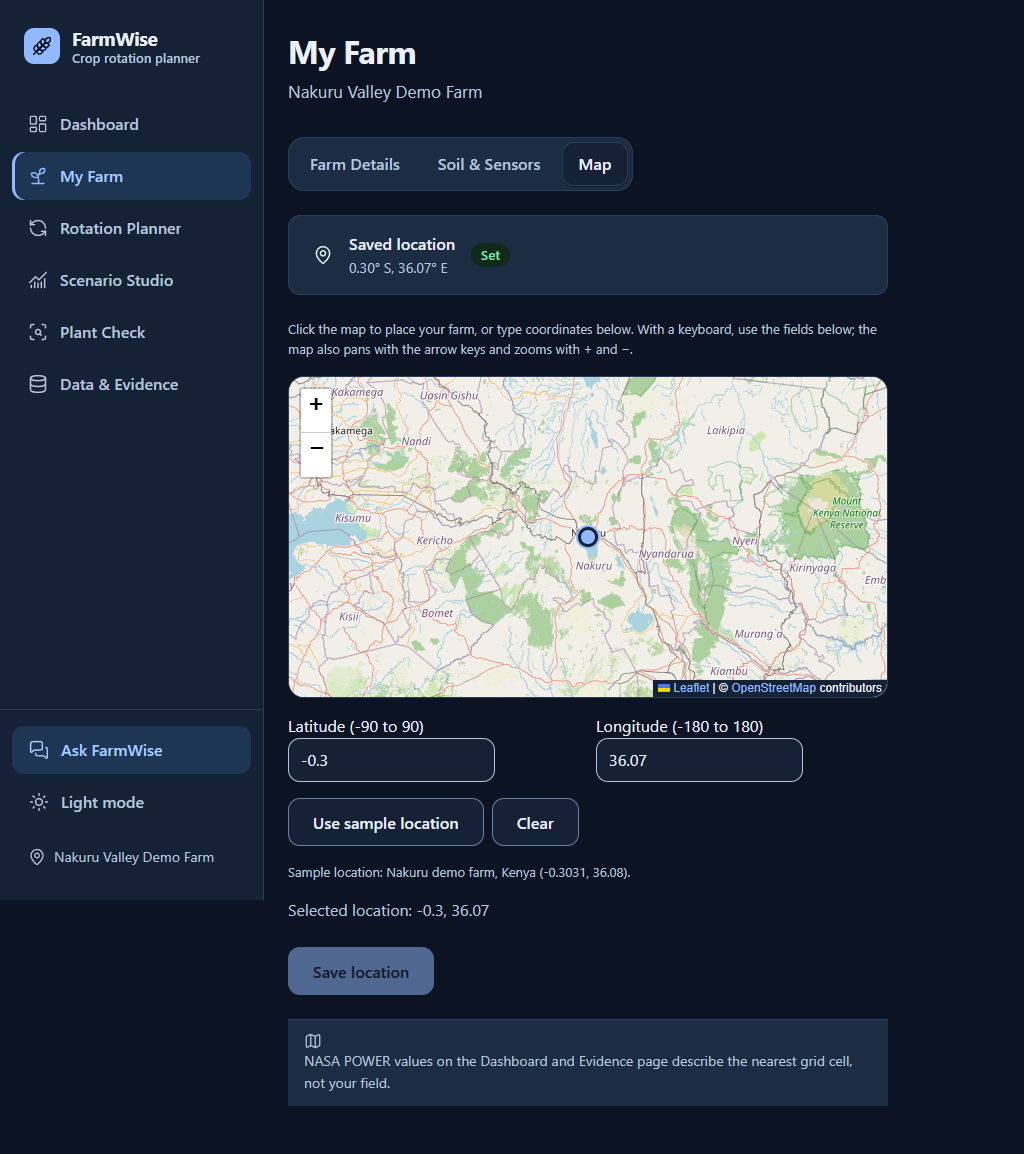 FarmWise
Crop rotation planner
Dashboard
My Farm
Rotation Planner
Scenario Studio
Plant Check
Data & Evidence
Ask FarmWise
Light mode
Nakuru Valley Demo Farm
My Farm
Nakuru Valley Demo Farm
Farm Details
Soil & Sensors
Map
Saved location
0.30° S, 36.07° E
Set
Click the map to place your farm, or type coordinates below. With a keyboard, use the fields below; the
map also pans with the arrow keys and zooms with + and −.
+
−
Kakamega
Uasin Gishu
akamega
Nandi
Laikipia
Mount
Kenya National
Reserve
Kisumu
Kericho
Nakuru
Nyandarua
Nyeri
Kirinyaga
Emb
Kisii
Bomet
Murang'a
Kiambu
Leaflet | © OpenStreetMap contributors
Latitude (-90 to 90)
Longitude (-180 to 180)
-0.3
36.07
Use sample location
Clear
Sample location: Nakuru demo farm, Kenya (-0.3031, 36.08).
Selected location: -0.3, 36.07
Save location
NASA POWER values on the Dashboard and Evidence page describe the nearest grid cell,
not your field.